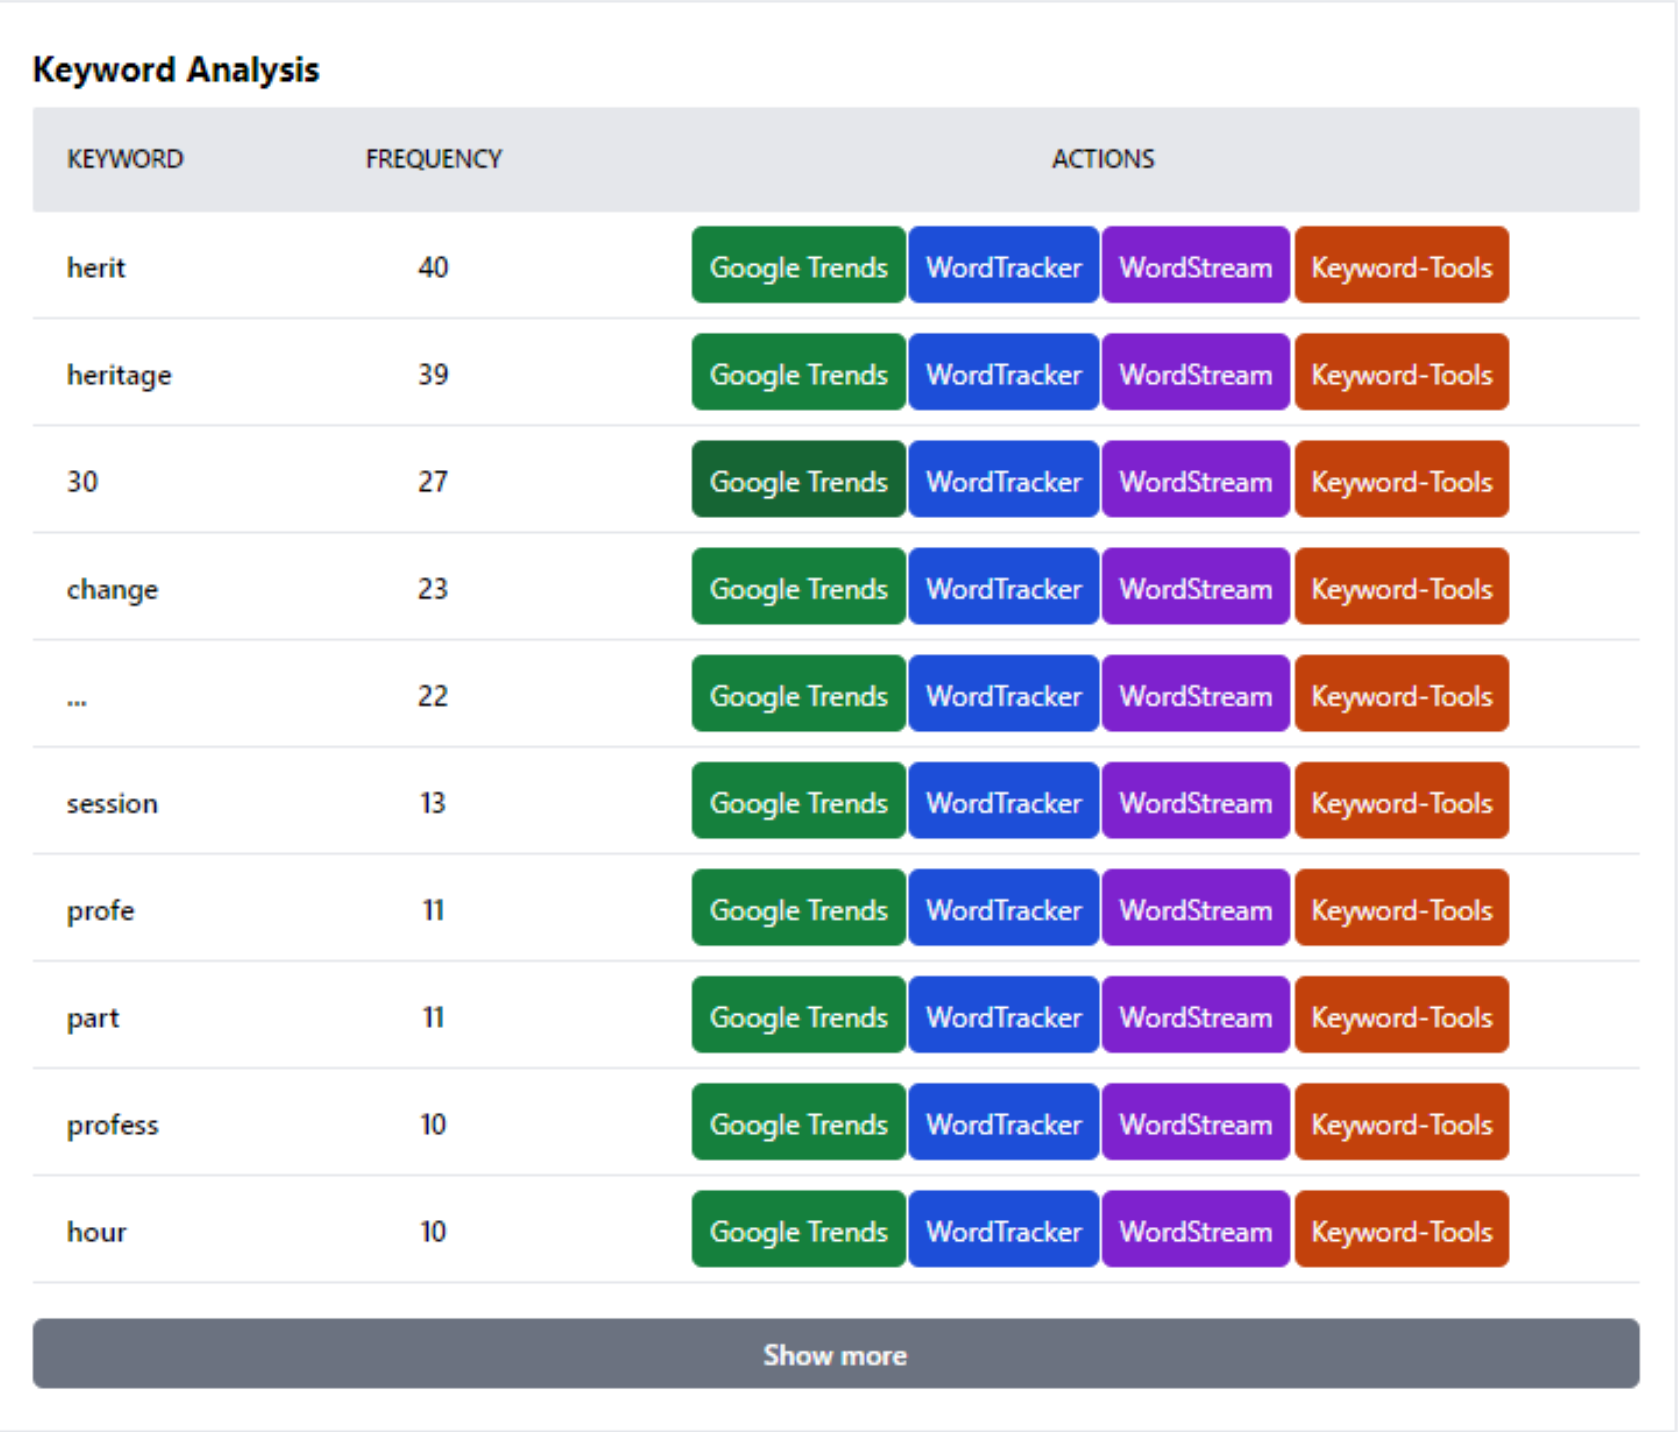 Keyword Analysis
KEYWORD FREQUENCY ACTIONS
herit 40 Google Trends WordTracker WordStream Keyword-Tools
heritage 39 Google Trends WordTracker WordStream Keyword-Tools
30 27 Google Trends WordTracker WordStream Keyword-Tools
change 23 Google Trends WordTracker WordStream Keyword-Tools
... 22 Google Trends WordTracker WordStream Keyword-Tools
session 13 Google Trends WordTracker WordStream Keyword-Tools
profe 11 Google Trends WordTracker WordStream Keyword-Tools
part 11 Google Trends WordTracker WordStream Keyword-Tools
profess 10 Google Trends WordTracker WordStream Keyword-Tools
hour 10 Google Trends WordTracker WordStream Keyword-Tools
Show more